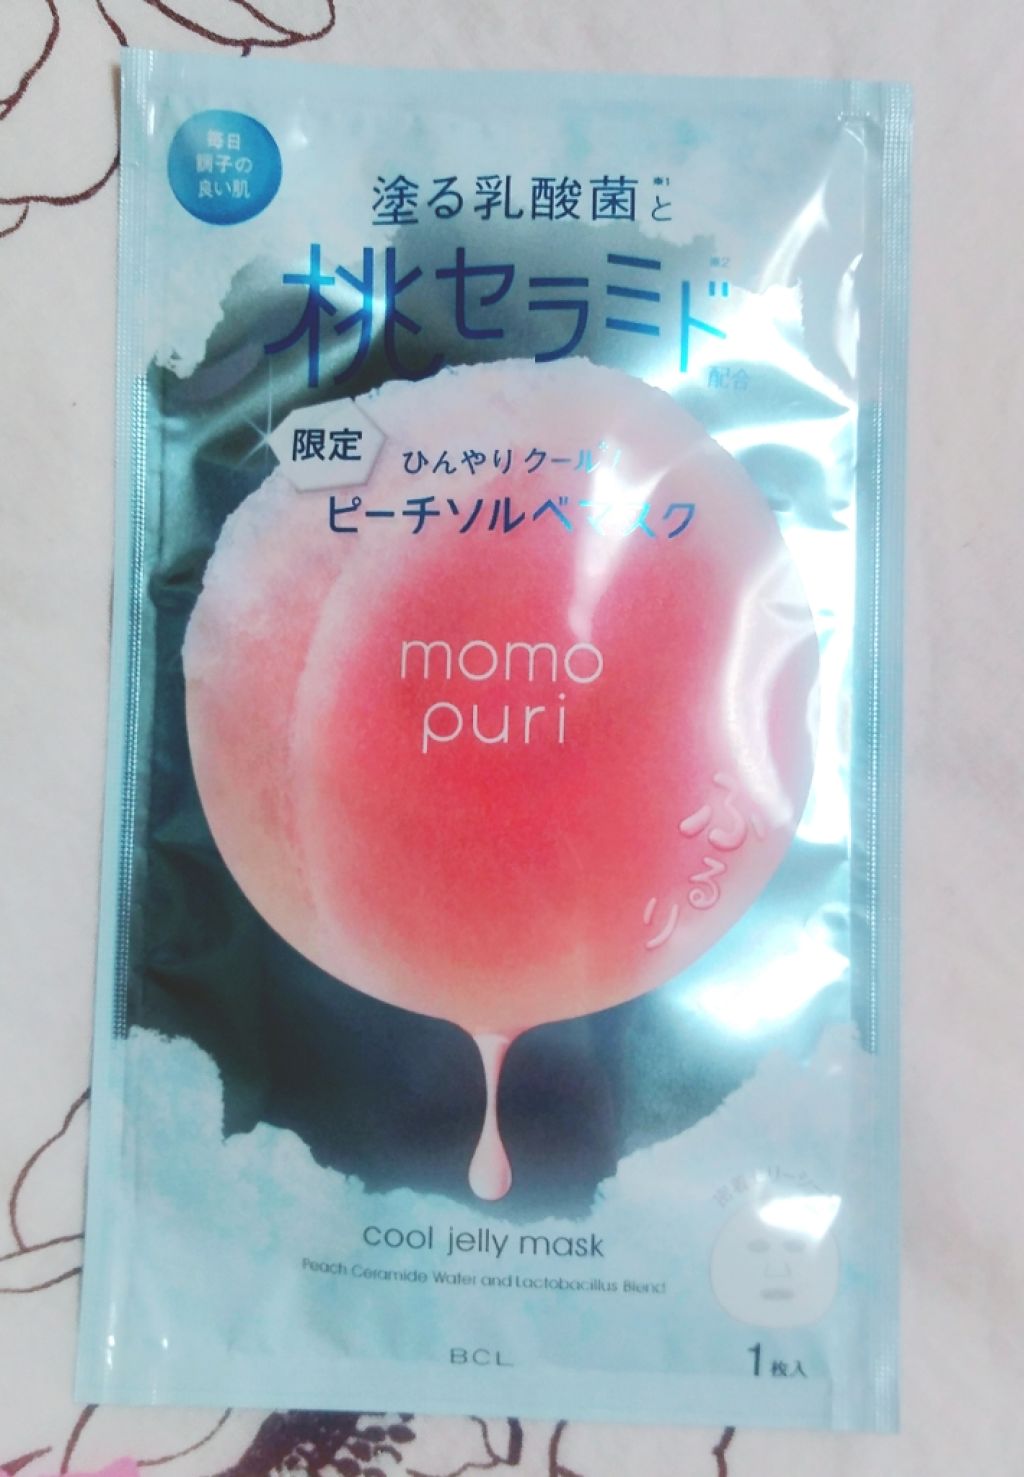 毎日
調子の
良い肌
塗る乳酸菌※1と
桃セラミド※2
配合
限定
ひんやりクール！
ピーチソルベマスク
momo
puri
ぷるり
cool jelly mask
Peach Ceramide Water and Lactobacillus Blend
BCL
1枚入